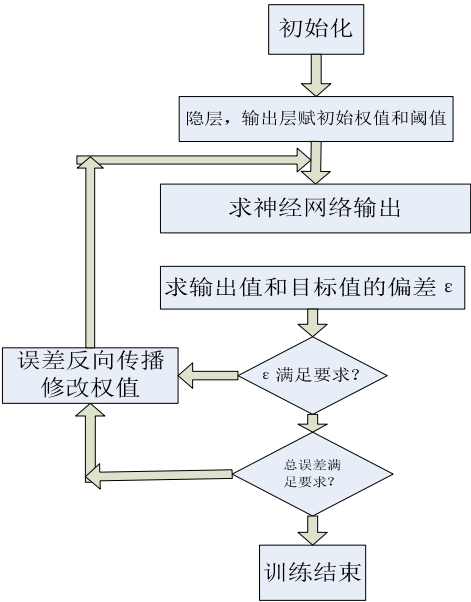 初始化
隐层，输出层赋初始权值和阈值
求神经网络输出
求输出值和目标值的偏差 ε
误差反向传播
修改权值
ε 满足要求？
总误差满
足要求？
训练结束